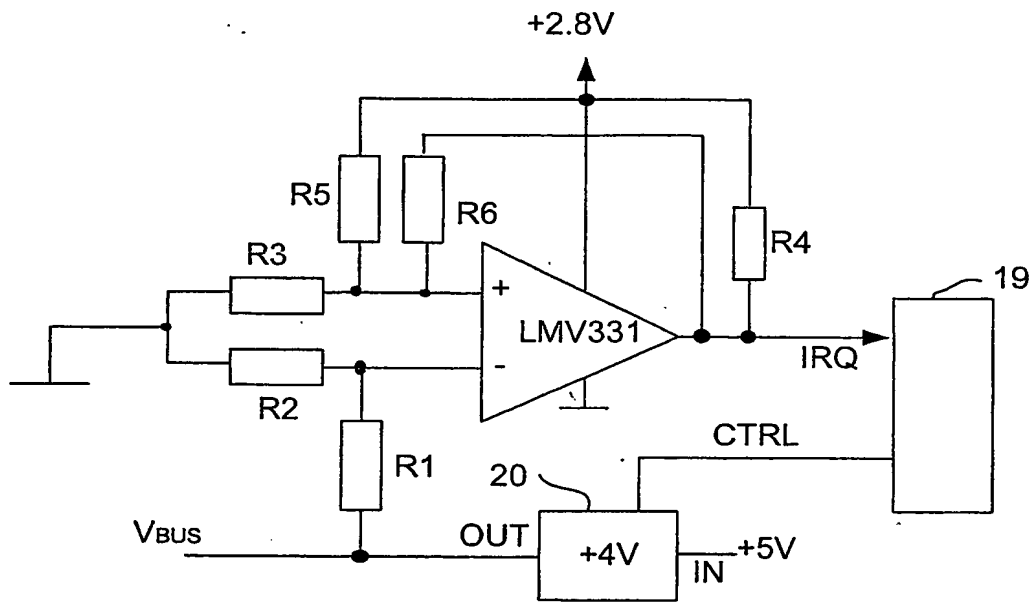 +2.8V
R5
R6
R4
R3
+
LMV331
19
IRQ
-
R2
CTRL
R1
20
VBUS
OUT
+4V
+5V
IN